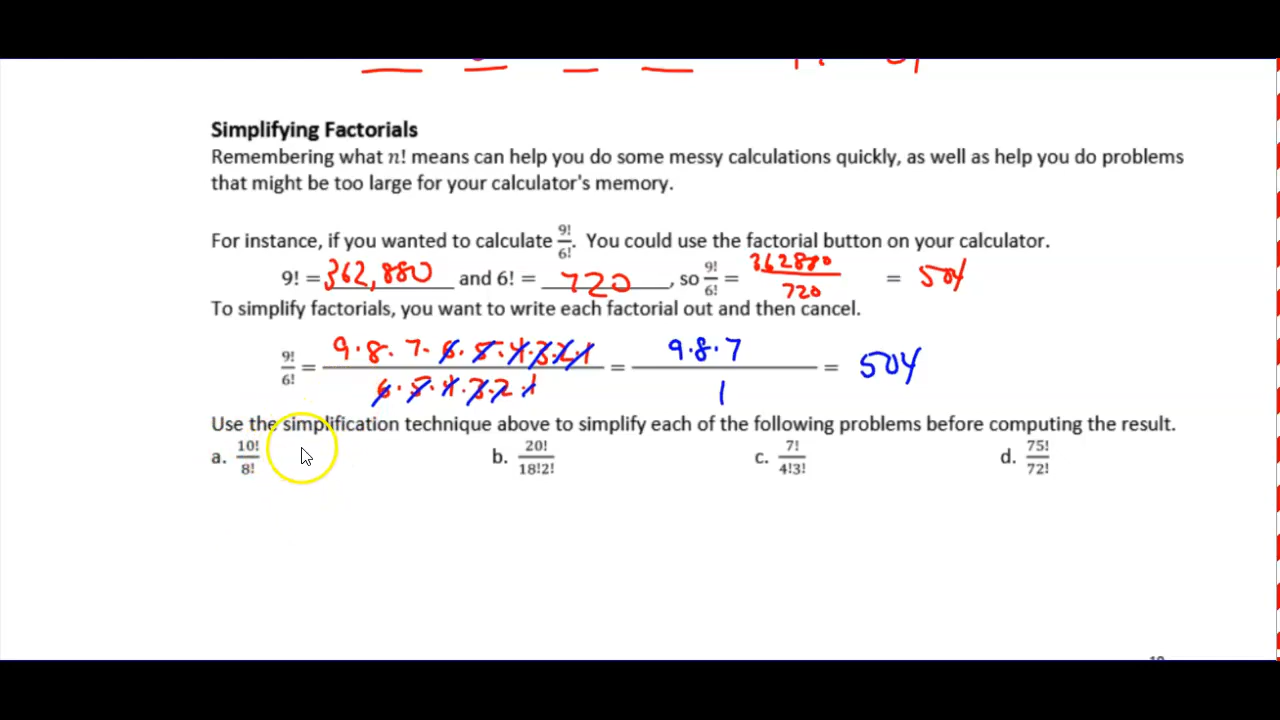 Simplifying Factorials
Remembering what n! means can help you do some messy calculations quickly, as well as help you do problems
that might be too large for your calculator's memory.
For instance, if you wanted to calculate 9!/6!. You could use the factorial button on your calculator.
9! = 362,880 and 6! = 720, so 9!/6! = 362880/720 = 504
To simplify factorials, you want to write each factorial out and then cancel.
9!/6! = 9·8·7·6·5·4·3·2·1/6·5·4·3·2·1 = 9·8·7/1 = 504
Use the simplification technique above to simplify each of the following problems before computing the result.
a. 10!/8! b. 20!/18!2! c. 7!/4!3! d. 75!/72!